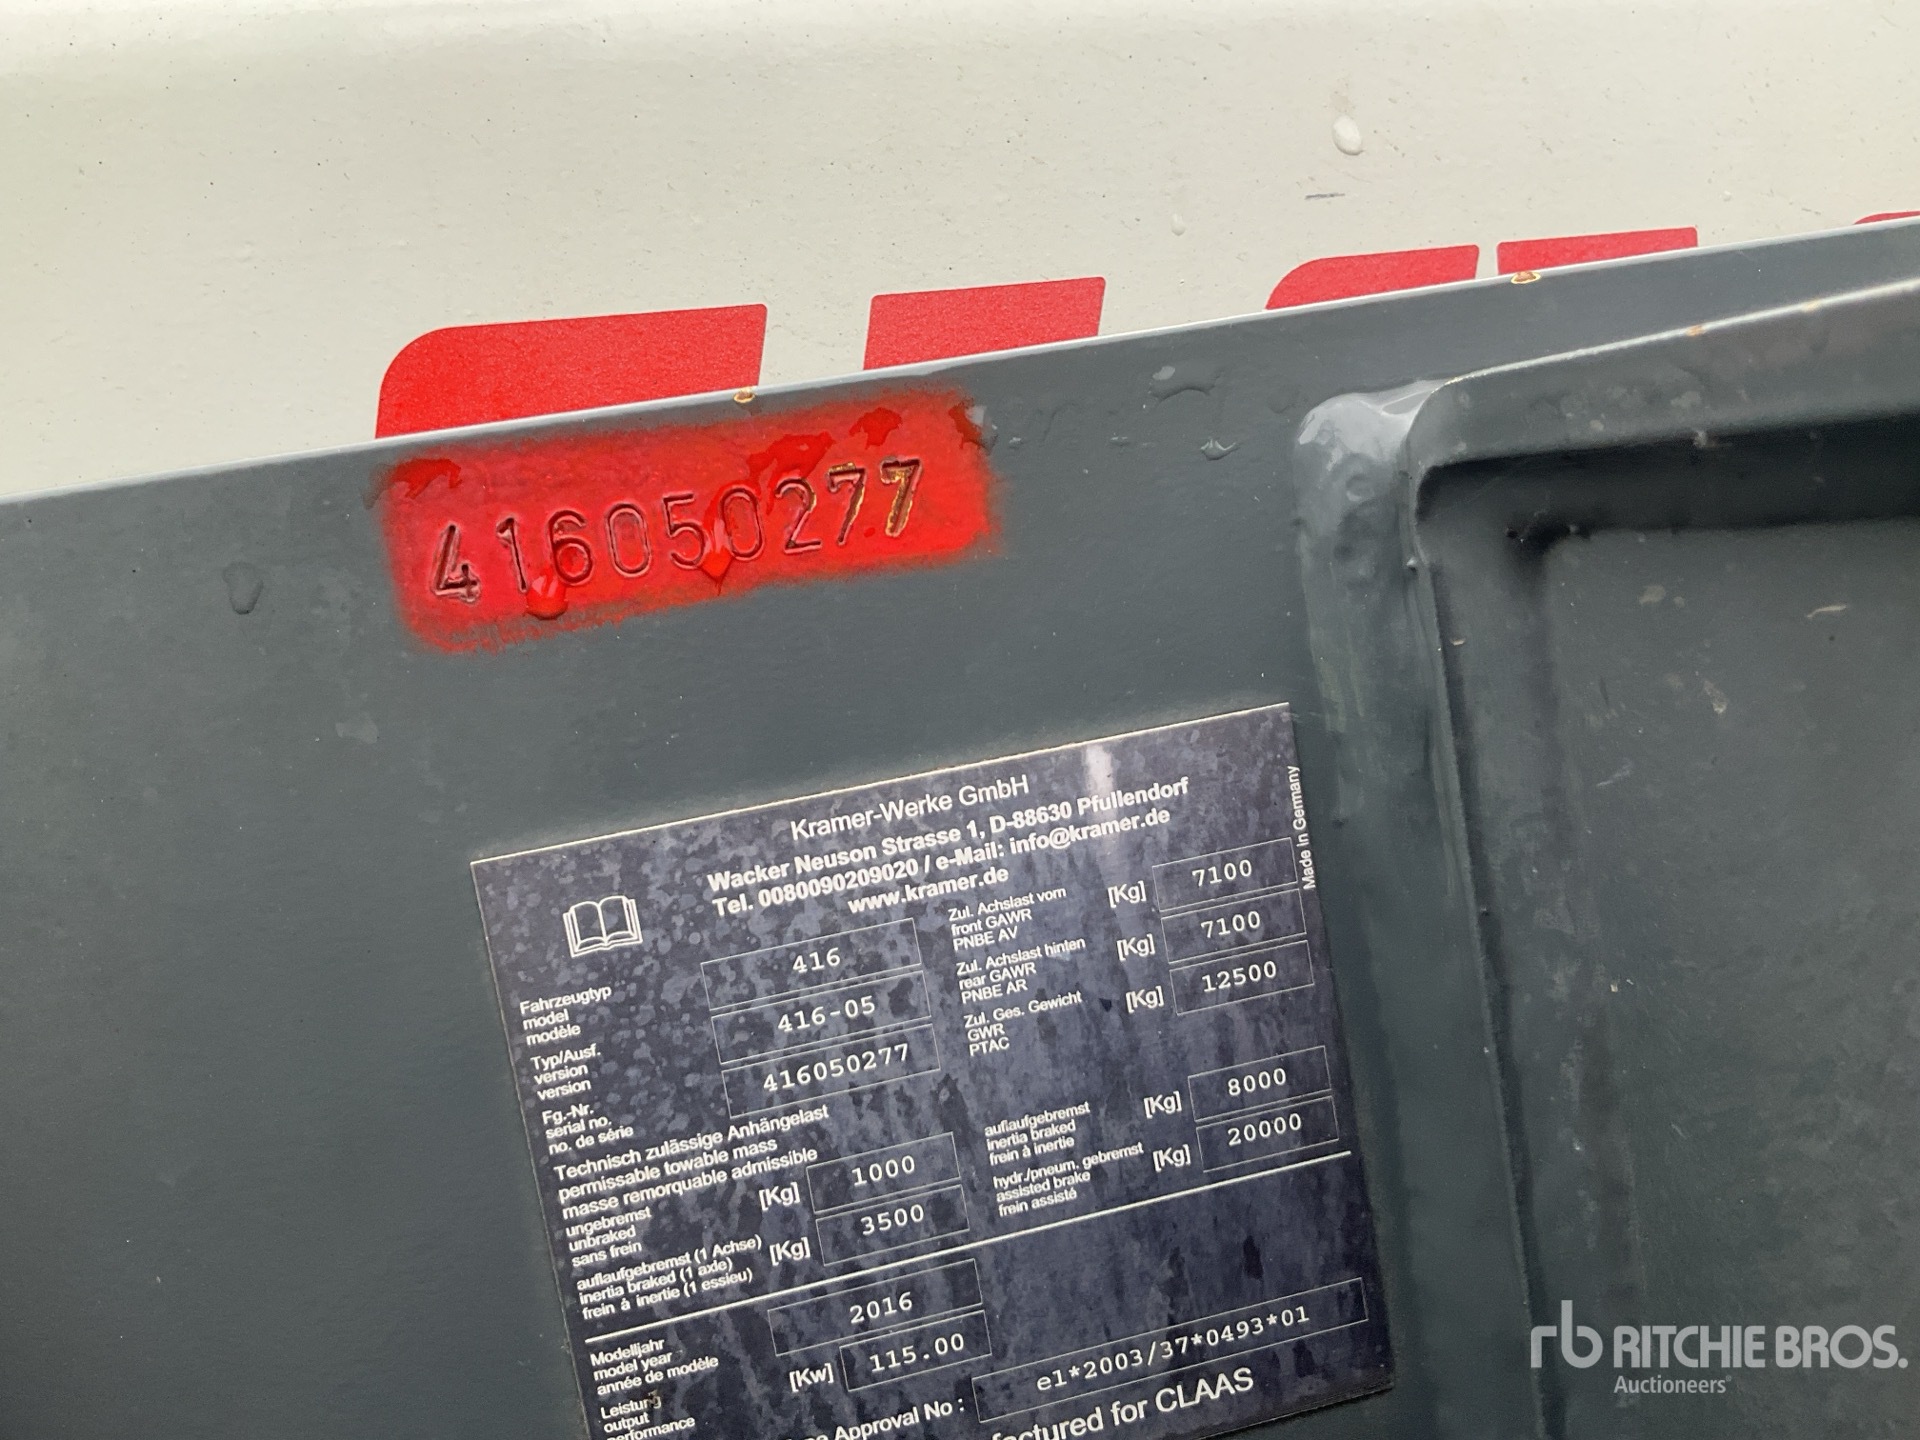 416050277
Kramer-Werke GmbH
Wacker Neuson Strasse 1, D-88630 Pfullendorf
Tel. 0080090209020 / e-Mail: info@kramer.de
www.kramer.de
Made in Germany
Fahrzeugtyp
model
modèle
416
Typ/Ausf.
version
version
416-05
Fg.-Nr.
serial no.
no. de série
416050277
Zul. Achslast vorn
front GAWR
PNBE AV
[Kg]
7100
Zul. Achslast hinten
rear GAWR
PNBE AR
[Kg]
7100
Zul. Ges. Gewicht
GWR
PTAC
[Kg]
12500
Technisch zulässige Anhängelast
permissable towable mass
masse remorquable admissible
ungebremst
unbraked
sans frein
[Kg]
1000
auflaufgebremst (1 Achse)
inertia braked (1 axle)
frein à inertie (1 essieu)
[Kg]
3500
auflaufgebremst
inertia braked
frein à inertie
[Kg]
8000
hydr./pneum. gebremst
assisted brake
frein assisté
[Kg]
20000
Modelljahr
model year
année de modèle
2016
Leistung
output
performance
[Kw]
115.00
Approval No :
e1*2003/37*0493*01
for CLAAS
rb RITCHIE BROS.
Auctioneers